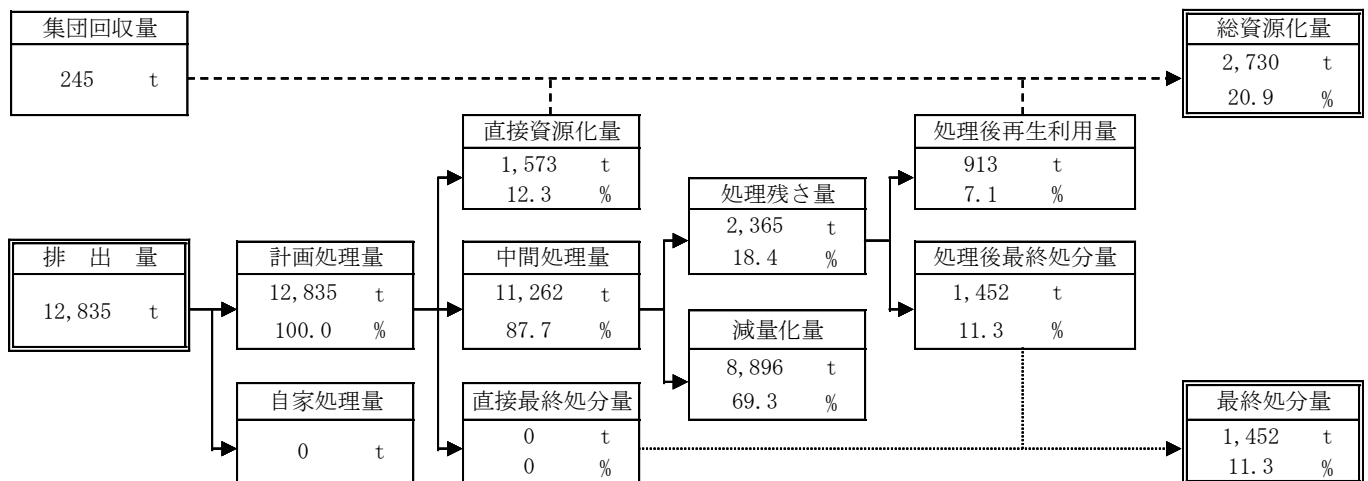 集団回収量
245 t
総資源化量
2,730 t
20.9 %
直接資源化量
1,573 t
12.3 %
処理後再生利用量
913 t
7.1 %
処理残さ量
2,365 t
18.4 %
排 出 量
12,835 t
計画処理量
12,835 t
100.0 %
中間処理量
11,262 t
87.7 %
処理後最終処分量
1,452 t
11.3 %
減量化量
8,896 t
69.3 %
自家処理量
0 t
直接最終処分量
0 t
0 %
最終処分量
1,452 t
11.3 %